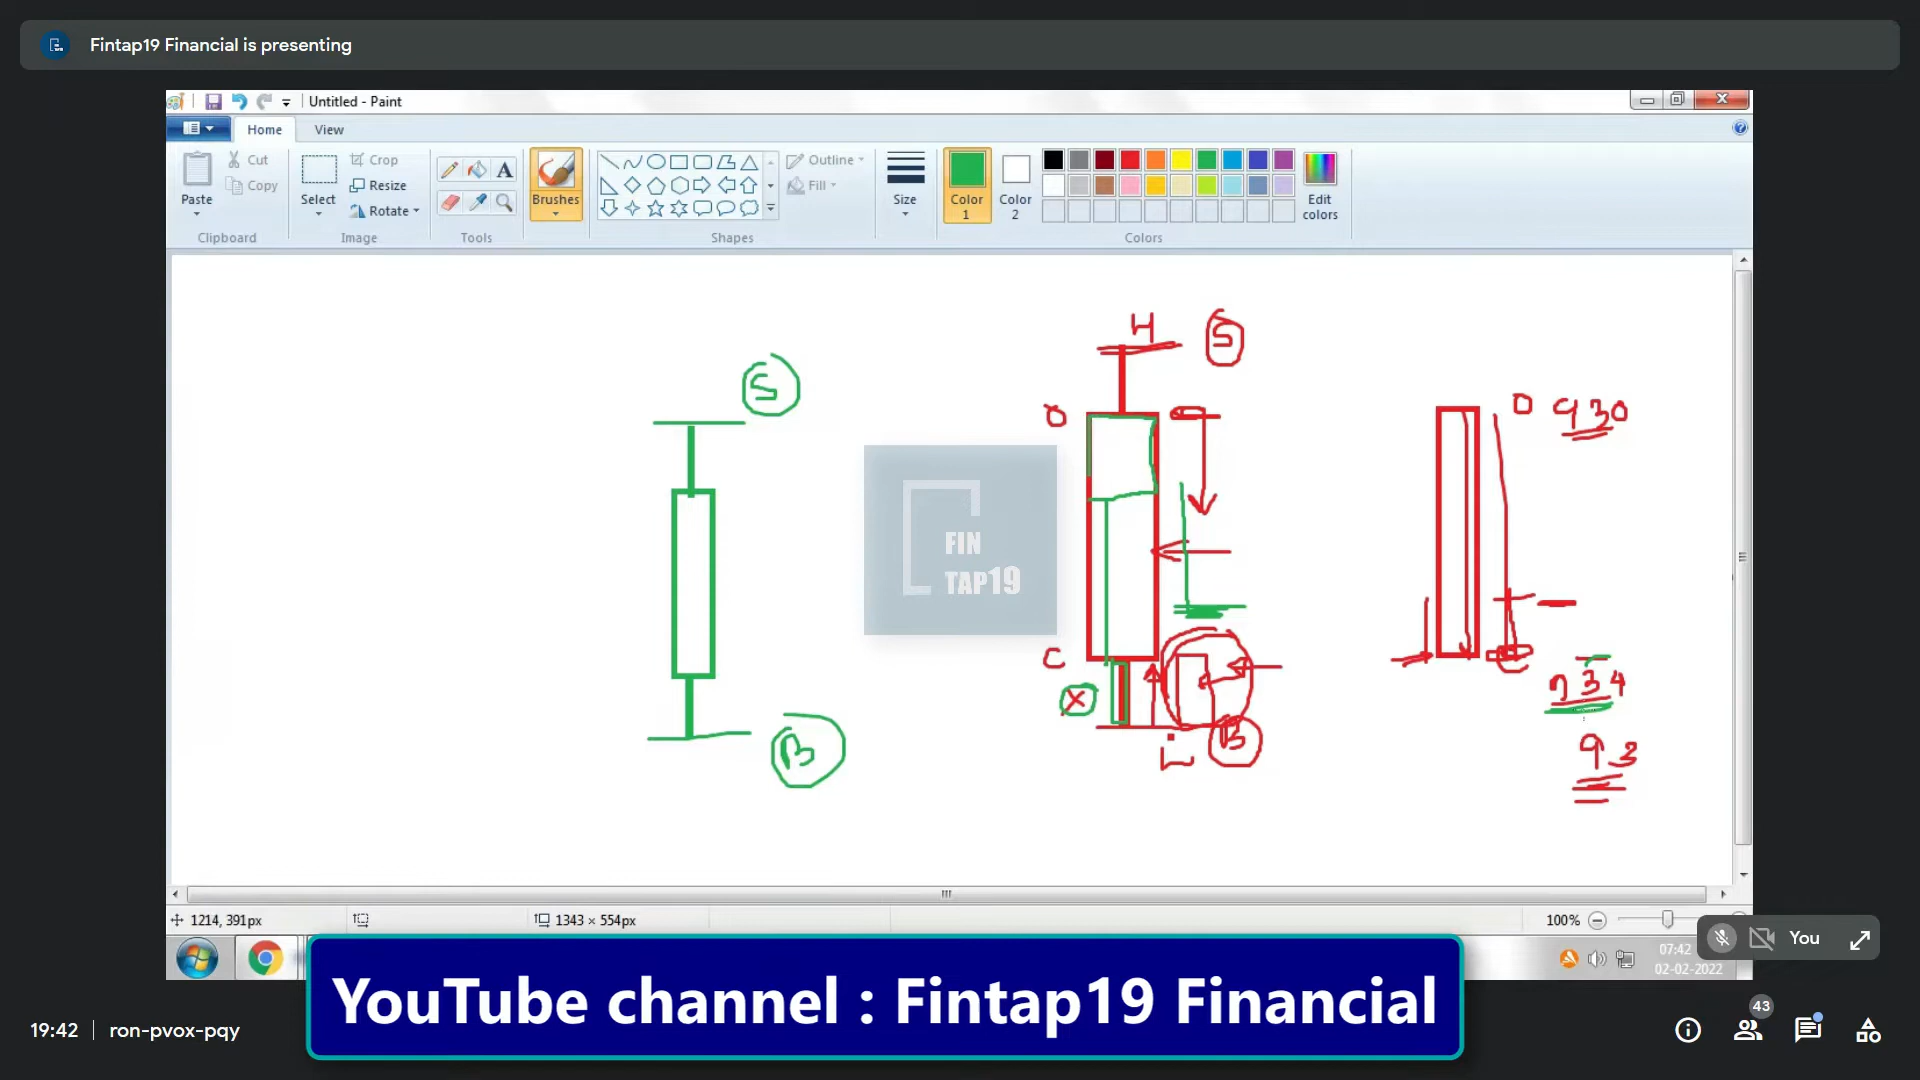 Fintap19 Financial is presenting
Untitled - Paint
Home View
Cut
Copy
Paste
Clipboard
Crop
Resize
Rotate
Select
Image
A
Tools
Brushes
Outline
Fill
Shapes
Size
Color 1
Color 2
Edit colors
Colors
H S
S
O
O 930
FIN
TAP19
C
X
L B
B
934
93
1214, 391px
1343 × 554px
100%
You
07:42
02-02-2022
YouTube channel : Fintap19 Financial
19:42 | ron-pvox-pqy
43